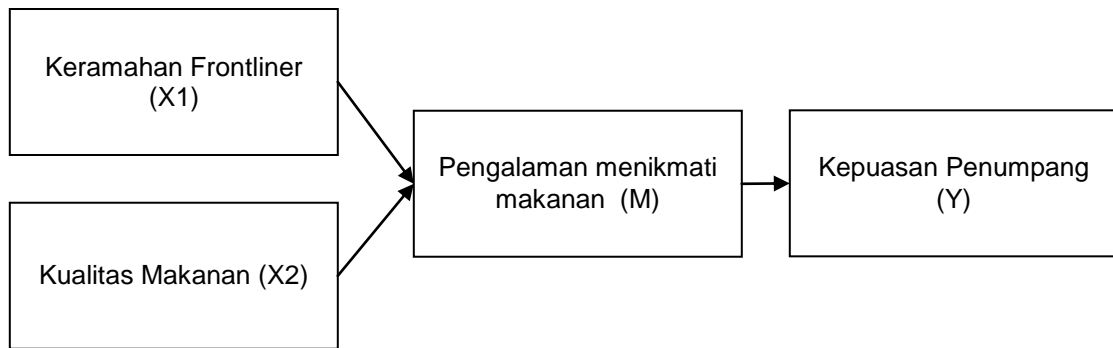 Keramahan Frontliner
(X1)
Kualitas Makanan (X2)
Pengalaman menikmati
makanan  (M)
Kepuasan Penumpang
(Y)